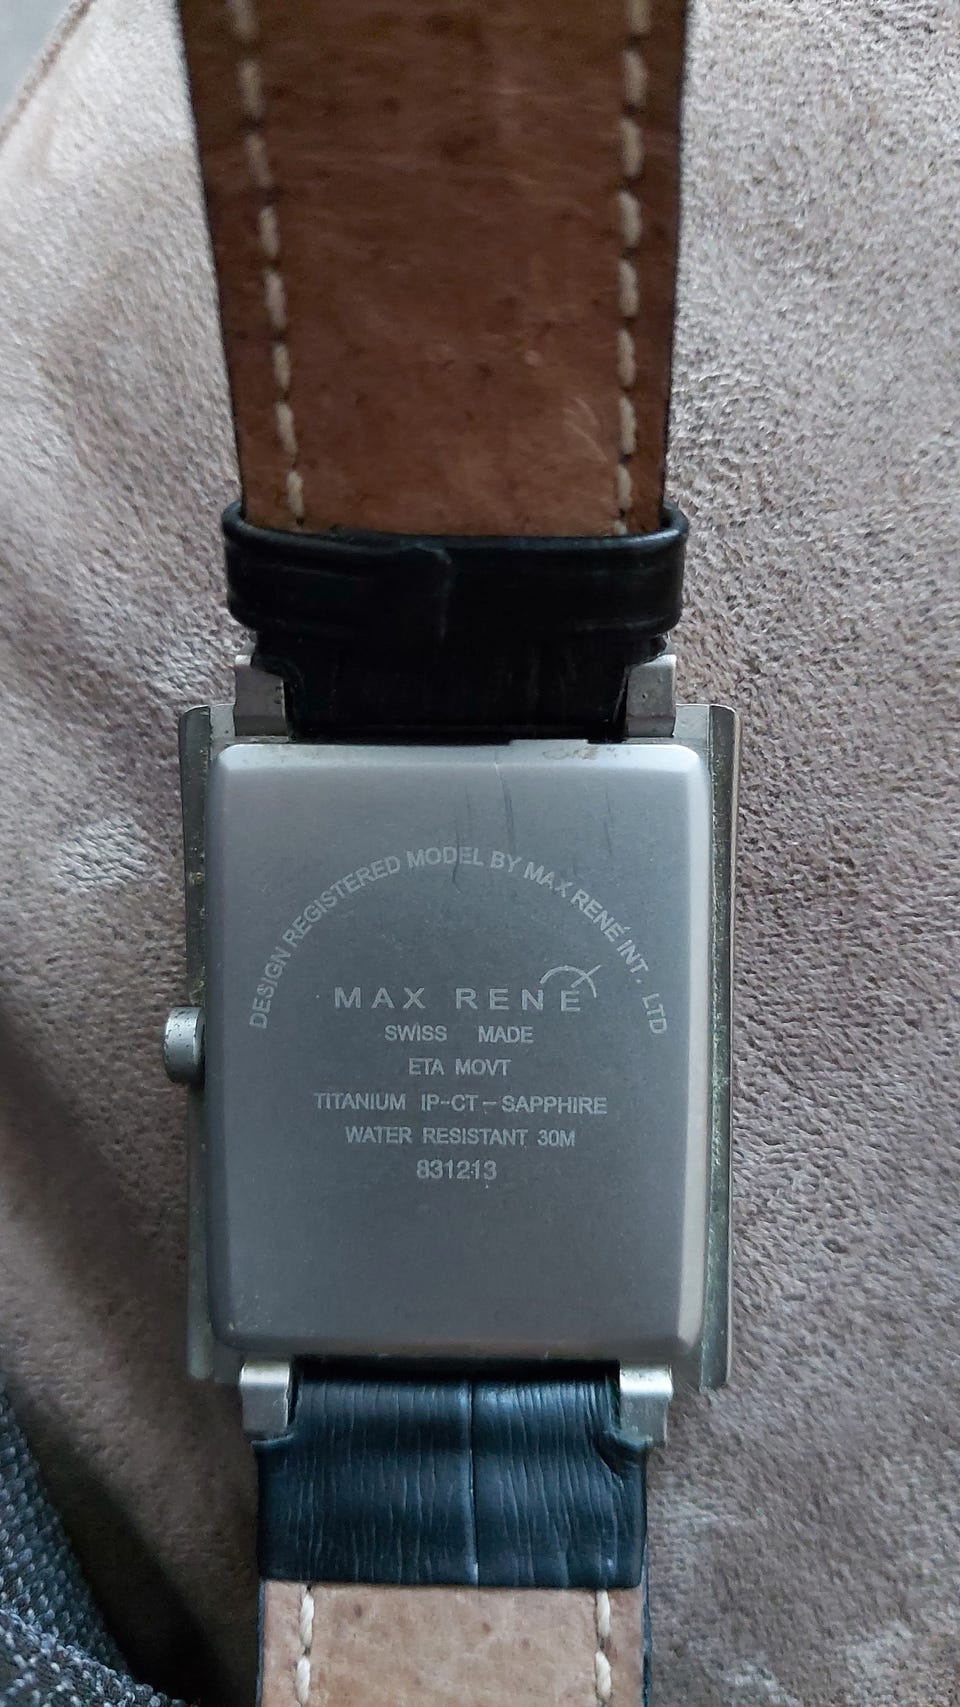 DESIGN REGISTERED MODEL BY MAX RENÉ INT. LTD
MAX RENE
SWISS MADE
ETA MOVT
TITANIUM IP-CT-SAPPHIRE
WATER RESISTANT 30M
831213